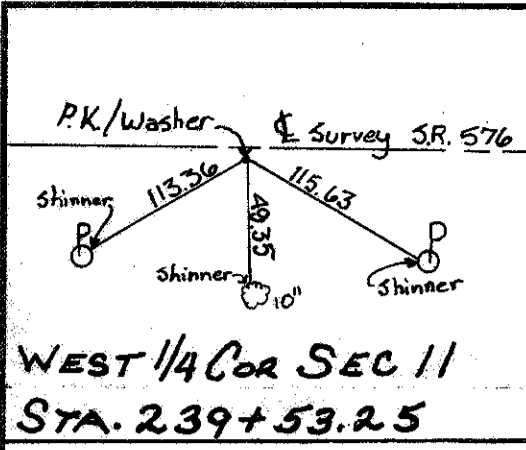 P.K./Washer ℄ Survey S.R. 576
113.36 115.63
shinner
49.35
P P
shinner 10"
shinner
WEST 1/4 COR SEC 11
STA. 239+53.25